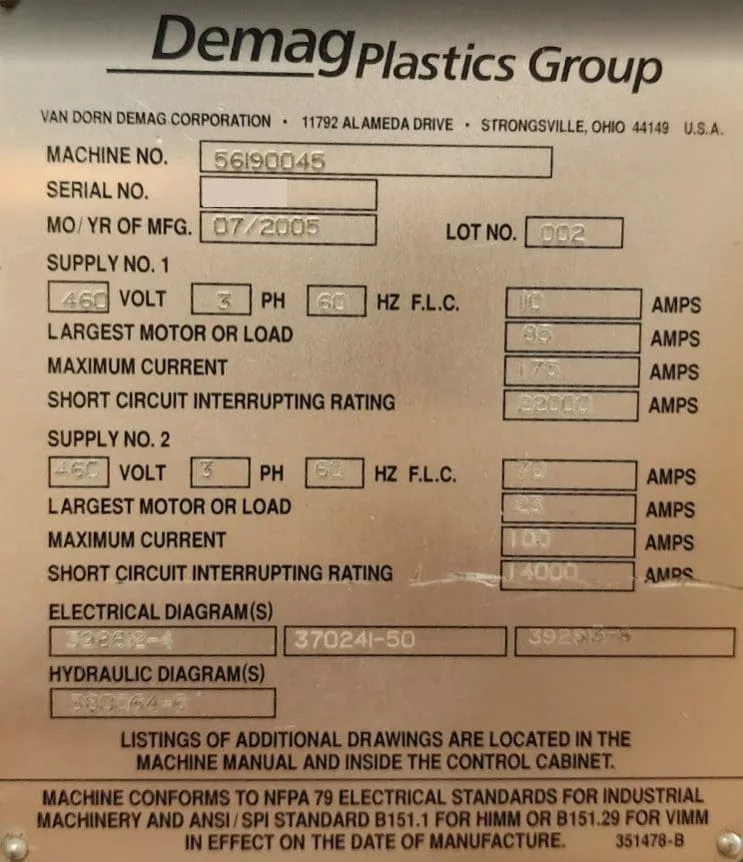 Demag Plastics Group
VAN DORN DEMAG CORPORATION • 11792 ALAMEDA DRIVE • STRONGSVILLE, OHIO 44149 U.S.A.
MACHINE NO. 56190045
SERIAL NO.
MO/YR OF MFG. 07/2005 LOT NO. 002
SUPPLY NO. 1
460 VOLT 3 PH 60 HZ F.L.C. AMPS
LARGEST MOTOR OR LOAD AMPS
MAXIMUM CURRENT 175 AMPS
SHORT CIRCUIT INTERRUPTING RATING 22000 AMPS
SUPPLY NO. 2
460 VOLT 3 PH 60 HZ F.L.C. 70 AMPS
LARGEST MOTOR OR LOAD AMPS
MAXIMUM CURRENT 100 AMPS
SHORT CIRCUIT INTERRUPTING RATING 14000 AMPS
ELECTRICAL DIAGRAM(S)
370241-50
HYDRAULIC DIAGRAM(S)
LISTINGS OF ADDITIONAL DRAWINGS ARE LOCATED IN THE
MACHINE MANUAL AND INSIDE THE CONTROL CABINET.
MACHINE CONFORMS TO NFPA 79 ELECTRICAL STANDARDS FOR INDUSTRIAL
MACHINERY AND ANSI/SPI STANDARD B151.1 FOR HIMM OR B151.29 FOR VIMM
IN EFFECT ON THE DATE OF MANUFACTURE. 351478-B